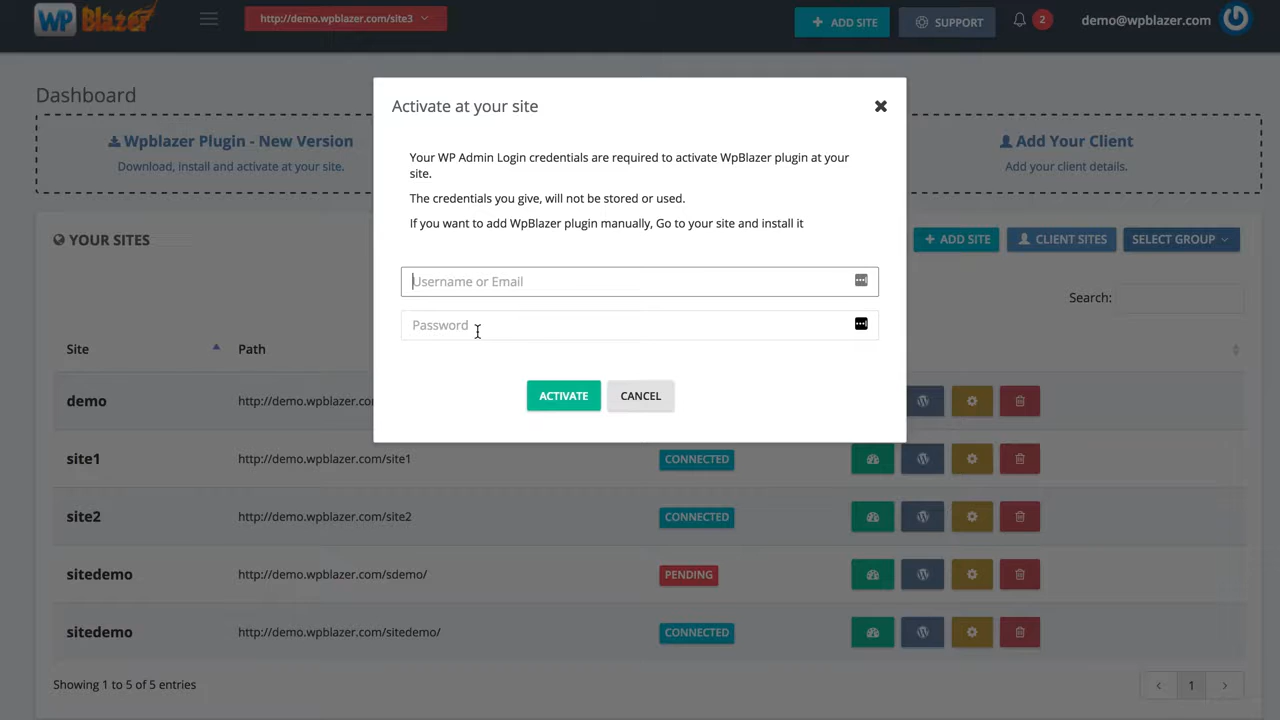 WP Blazer
http://demo.wpblazer.com/site3
+ ADD SITE
SUPPORT
2
demo@wpblazer.com
Dashboard
Wpblazer Plugin - New Version
Download, install and activate at your site.
Add Your Client
Add your client details.
Activate at your site
Your WP Admin Login credentials are required to activate WpBlazer plugin at your
site.
The credentials you give, will not be stored or used.
If you want to add WpBlazer plugin manually, Go to your site and install it
Username or Email
Password
ACTIVATE
CANCEL
YOUR SITES
+ ADD SITE
CLIENT SITES
SELECT GROUP
Search:
Site
Path
demo
http://demo.wpblazer.co
site1
http://demo.wpblazer.com/site1
CONNECTED
site2
http://demo.wpblazer.com/site2
CONNECTED
sitedemo
http://demo.wpblazer.com/sdemo/
PENDING
sitedemo
http://demo.wpblazer.com/sitedemo/
CONNECTED
Showing 1 to 5 of 5 entries
1